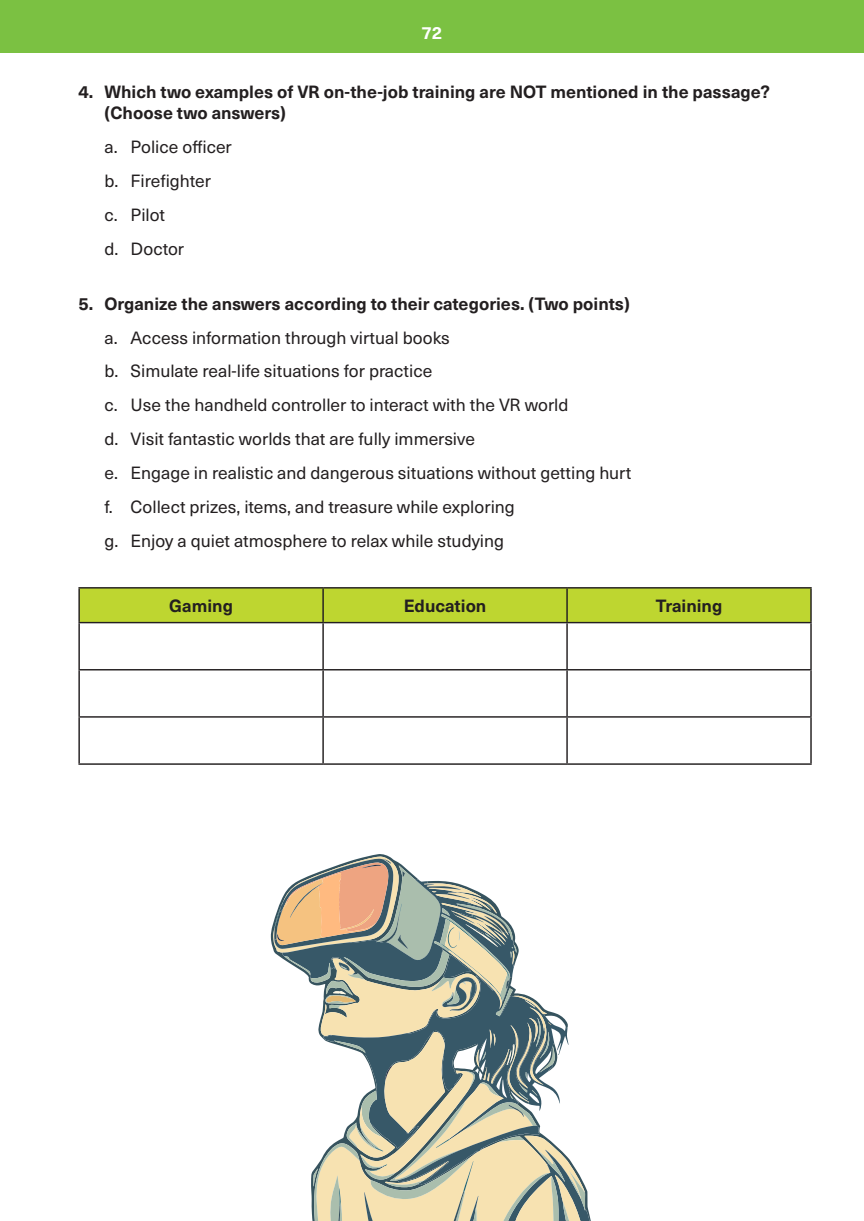 72
4. Which two examples of VR on-the-job training are NOT mentioned in the passage?
(Choose two answers)
a. Police officer
b. Firefighter
c. Pilot
d. Doctor
5. Organize the answers according to their categories. (Two points)
a. Access information through virtual books
b. Simulate real-life situations for practice
c. Use the handheld controller to interact with the VR world
d. Visit fantastic worlds that are fully immersive
e. Engage in realistic and dangerous situations without getting hurt
f. Collect prizes, items, and treasure while exploring
g. Enjoy a quiet atmosphere to relax while studying
Gaming Education Training